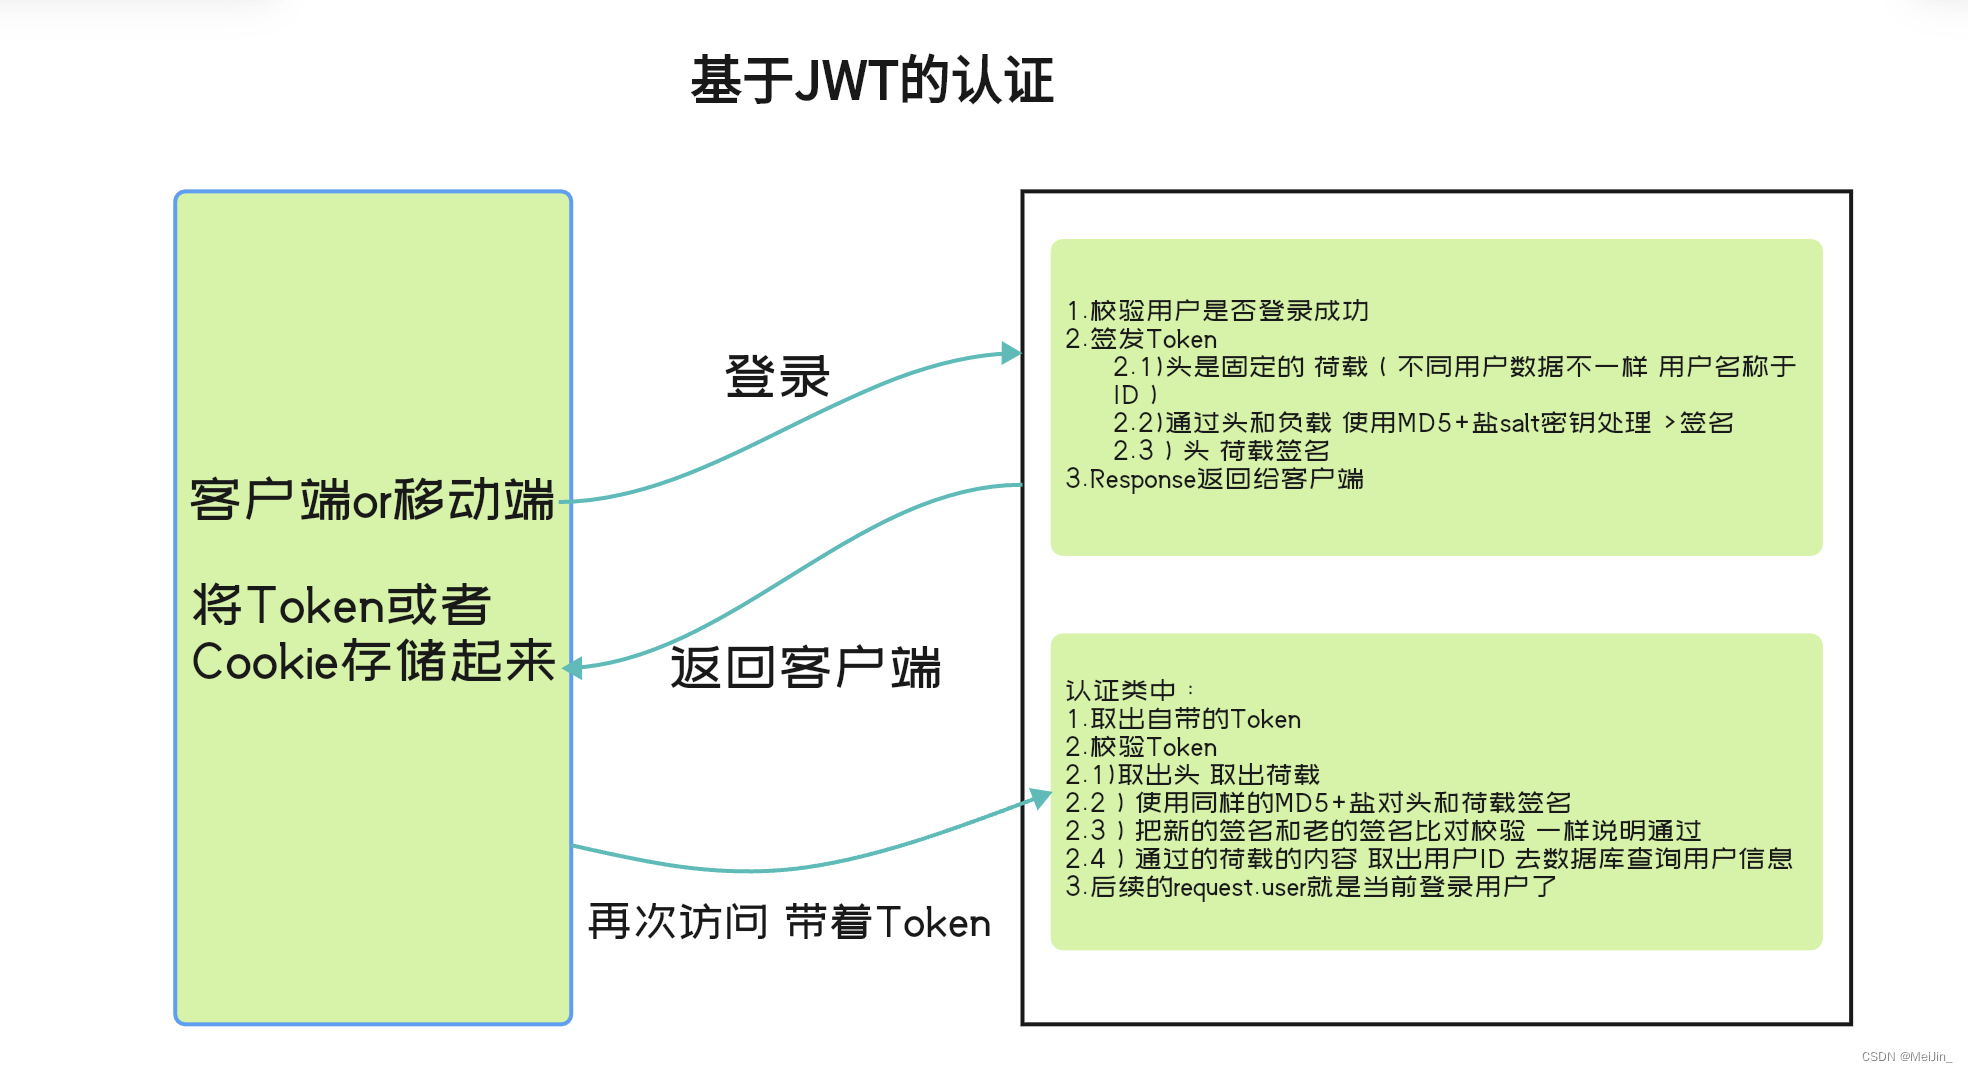 基于JWT的认证
登录
客户端or移动端
将Token或者
Cookie存储起来
返回客户端
再次访问 带着Token
1.校验用户是否登录成功
2.签发Token
2.1)头是固定的 荷载（不同用户数据不一样 用户名称于
ID）
2.2)通过头和负载 使用MD5+盐salt密钥处理 >签名
2.3）头 荷载签名
3.Response返回给客户端
认证类中：
1.取出自带的Token
2.校验Token
2.1)取出头 取出荷载
2.2）使用同样的MD5+盐对头和荷载签名
2.3）把新的签名和老的签名比对校验 一样说明通过
2.4）通过的荷载的内容 取出用户ID 去数据库查询用户信息
3.后续的request.user就是当前登录用户了
CSDN @MeiJin_